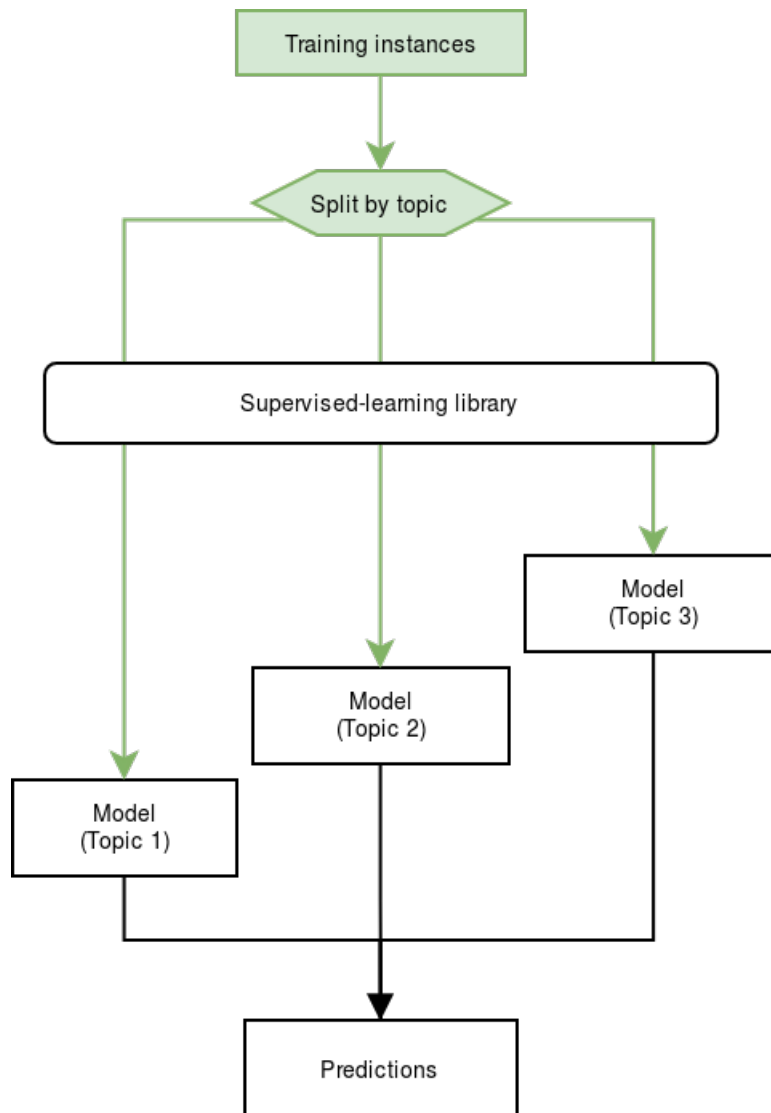 Training instances
Split by topic
Supervised-learning library
Model
(Topic 3)
Model
(Topic 2)
Model
(Topic 1)
Predictions